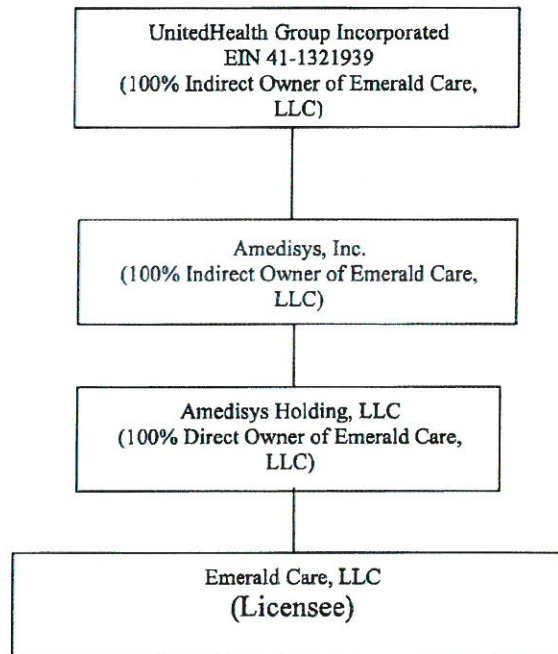 UnitedHealth Group Incorporated
EIN 41-1321939
(100% Indirect Owner of Emerald Care,
LLC)
Amedisys, Inc.
(100% Indirect Owner of Emerald Care,
LLC)
Amedisys Holding, LLC
(100% Direct Owner of Emerald Care,
LLC)
Emerald Care, LLC
(Licensee)